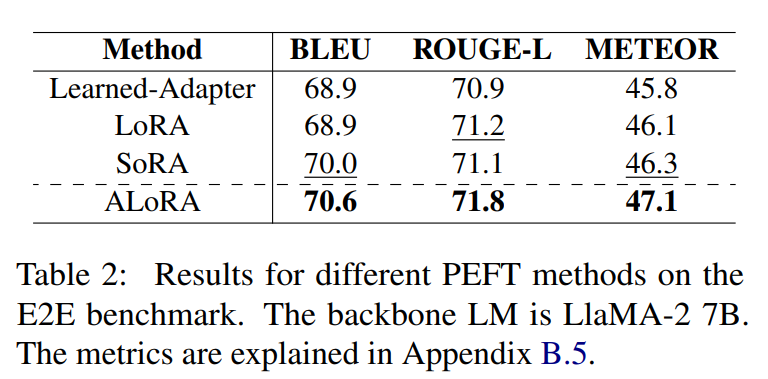 Method BLEU ROUGE-L METEOR
Learned-Adapter 68.9 70.9 45.8
LoRA 68.9 71.2 46.1
SoRA 70.0 71.1 46.3
ALoRA 70.6 71.8 47.1
Table 2: Results for different PEFT methods on the
E2E benchmark. The backbone LM is LlaMA-2 7B.
The metrics are explained in Appendix B.5.